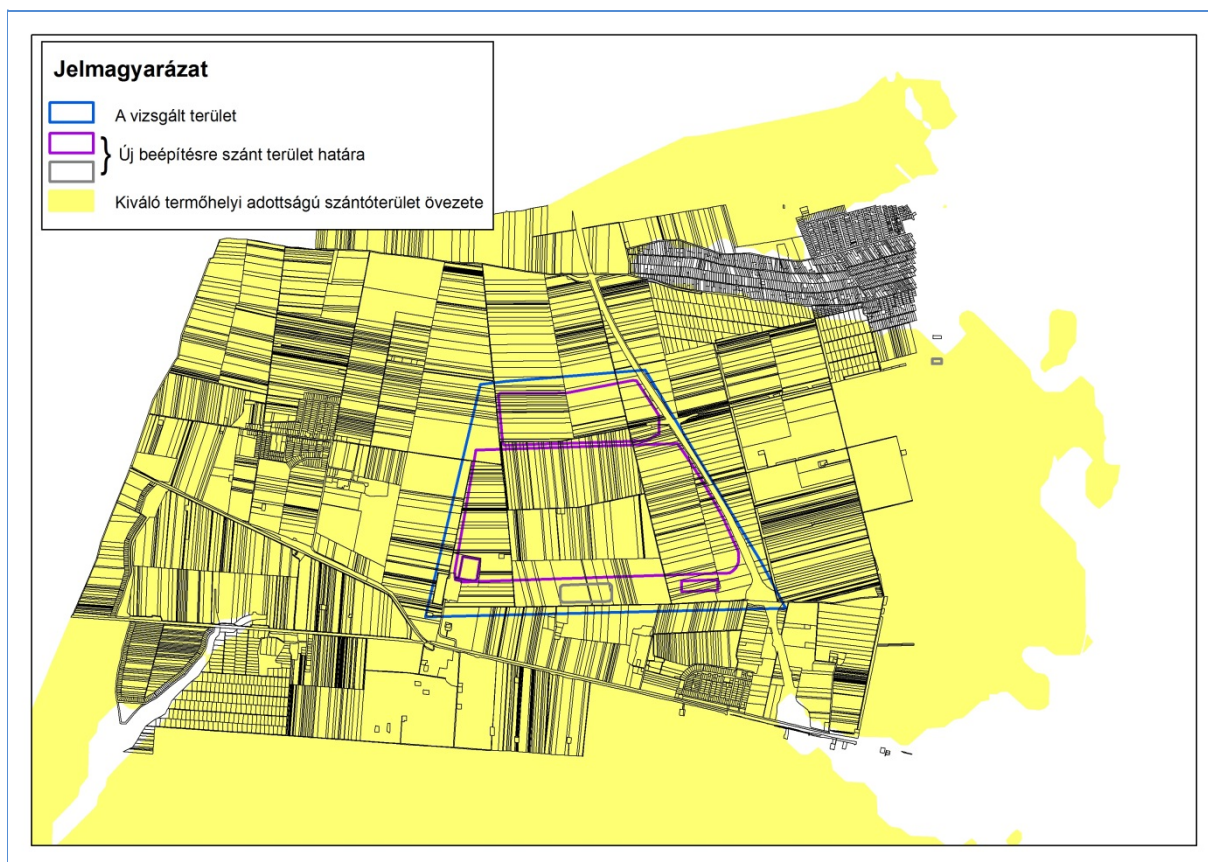 Jelmagyarázat
A vizsgált terület
Új beépítésre szánt terület határa
Kiváló termőhelyi adottságú szántóterület övezete